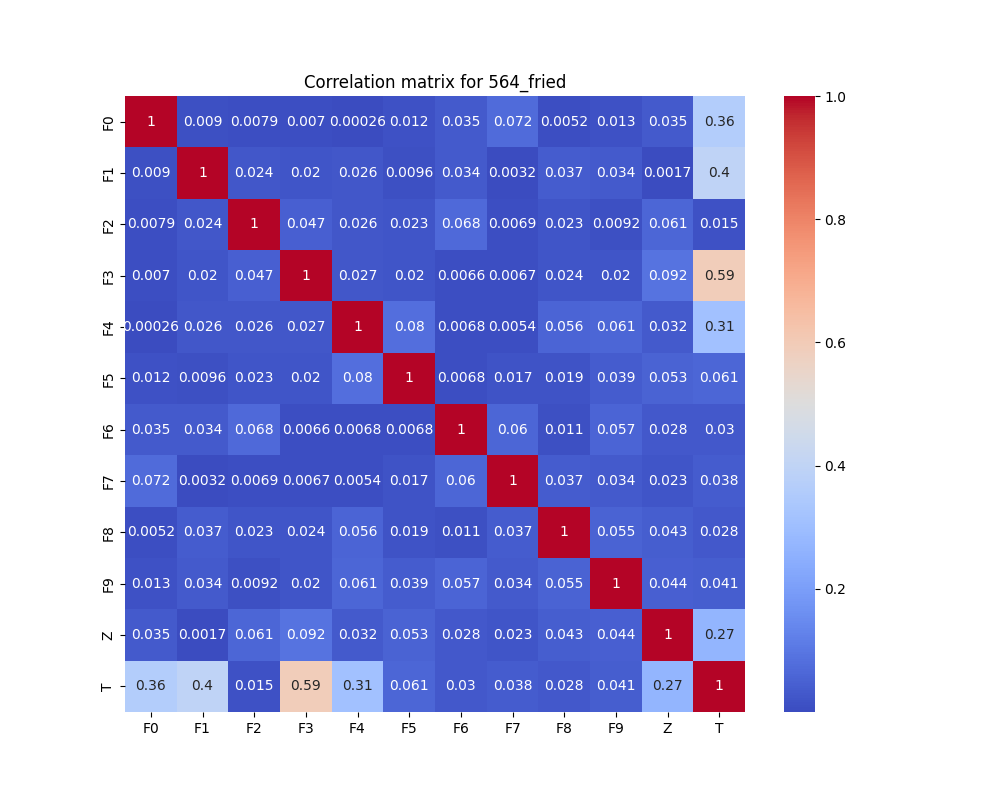 Correlation matrix for 564_fried
F0 1 0.009 0.0079 0.007 0.00026 0.012 0.035 0.072 0.0052 0.013 0.035 0.36
F1 0.009 1 0.024 0.02 0.026 0.0096 0.034 0.0032 0.037 0.034 0.0017 0.4
F2 0.0079 0.024 1 0.047 0.026 0.023 0.068 0.0069 0.023 0.0092 0.061 0.015
F3 0.007 0.02 0.047 1 0.027 0.02 0.0066 0.0067 0.024 0.02 0.092 0.59
F4 0.00026 0.026 0.026 0.027 1 0.08 0.0068 0.0054 0.056 0.061 0.032 0.31
F5 0.012 0.0096 0.023 0.02 0.08 1 0.0068 0.017 0.019 0.039 0.053 0.061
F6 0.035 0.034 0.068 0.0066 0.0068 0.0068 1 0.06 0.011 0.057 0.028 0.03
F7 0.072 0.0032 0.0069 0.0067 0.0054 0.017 0.06 1 0.037 0.034 0.023 0.038
F8 0.0052 0.037 0.023 0.024 0.056 0.019 0.011 0.037 1 0.055 0.043 0.028
F9 0.013 0.034 0.0092 0.02 0.061 0.039 0.057 0.034 0.055 1 0.044 0.041
Z 0.035 0.0017 0.061 0.092 0.032 0.053 0.028 0.023 0.043 0.044 1 0.27
T 0.36 0.4 0.015 0.59 0.31 0.061 0.03 0.038 0.028 0.041 0.27 1
F0 F1 F2 F3 F4 F5 F6 F7 F8 F9 Z T
1.0
0.8
0.6
0.4
0.2